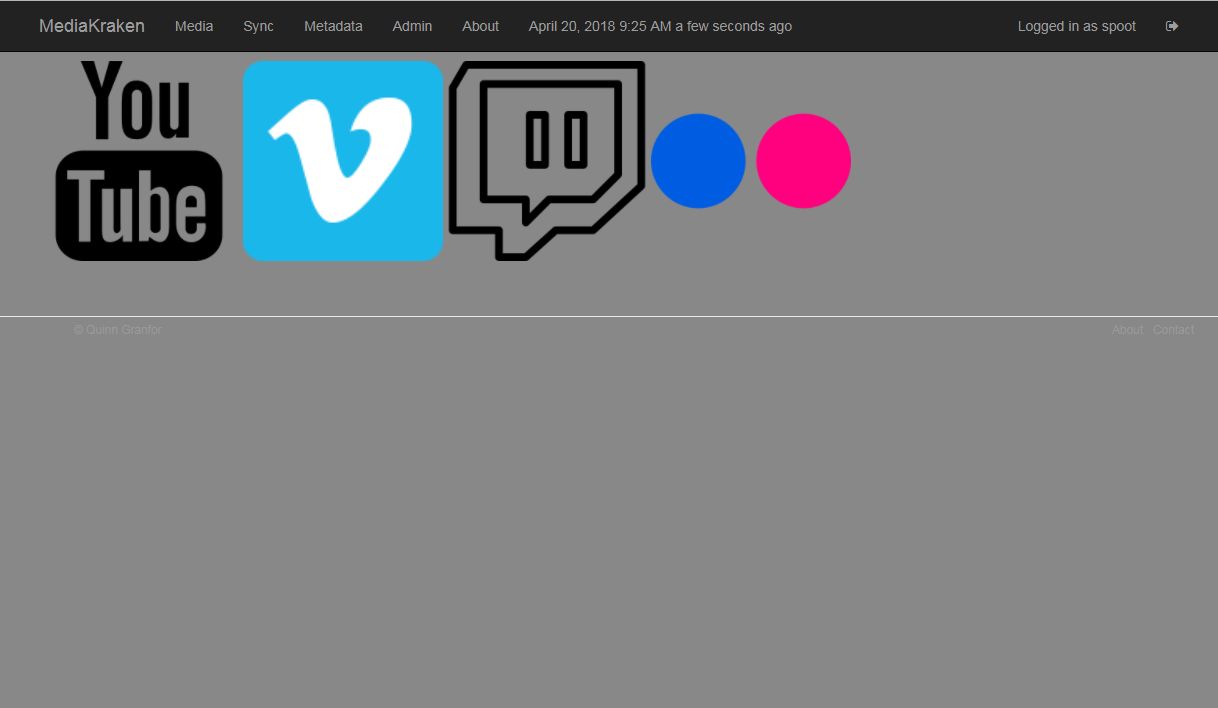 MediaKraken Media Sync Metadata Admin About April 20, 2018 9:25 AM a few seconds ago Logged in as spoot
You
Tube
© Quinn Granfor About Contact